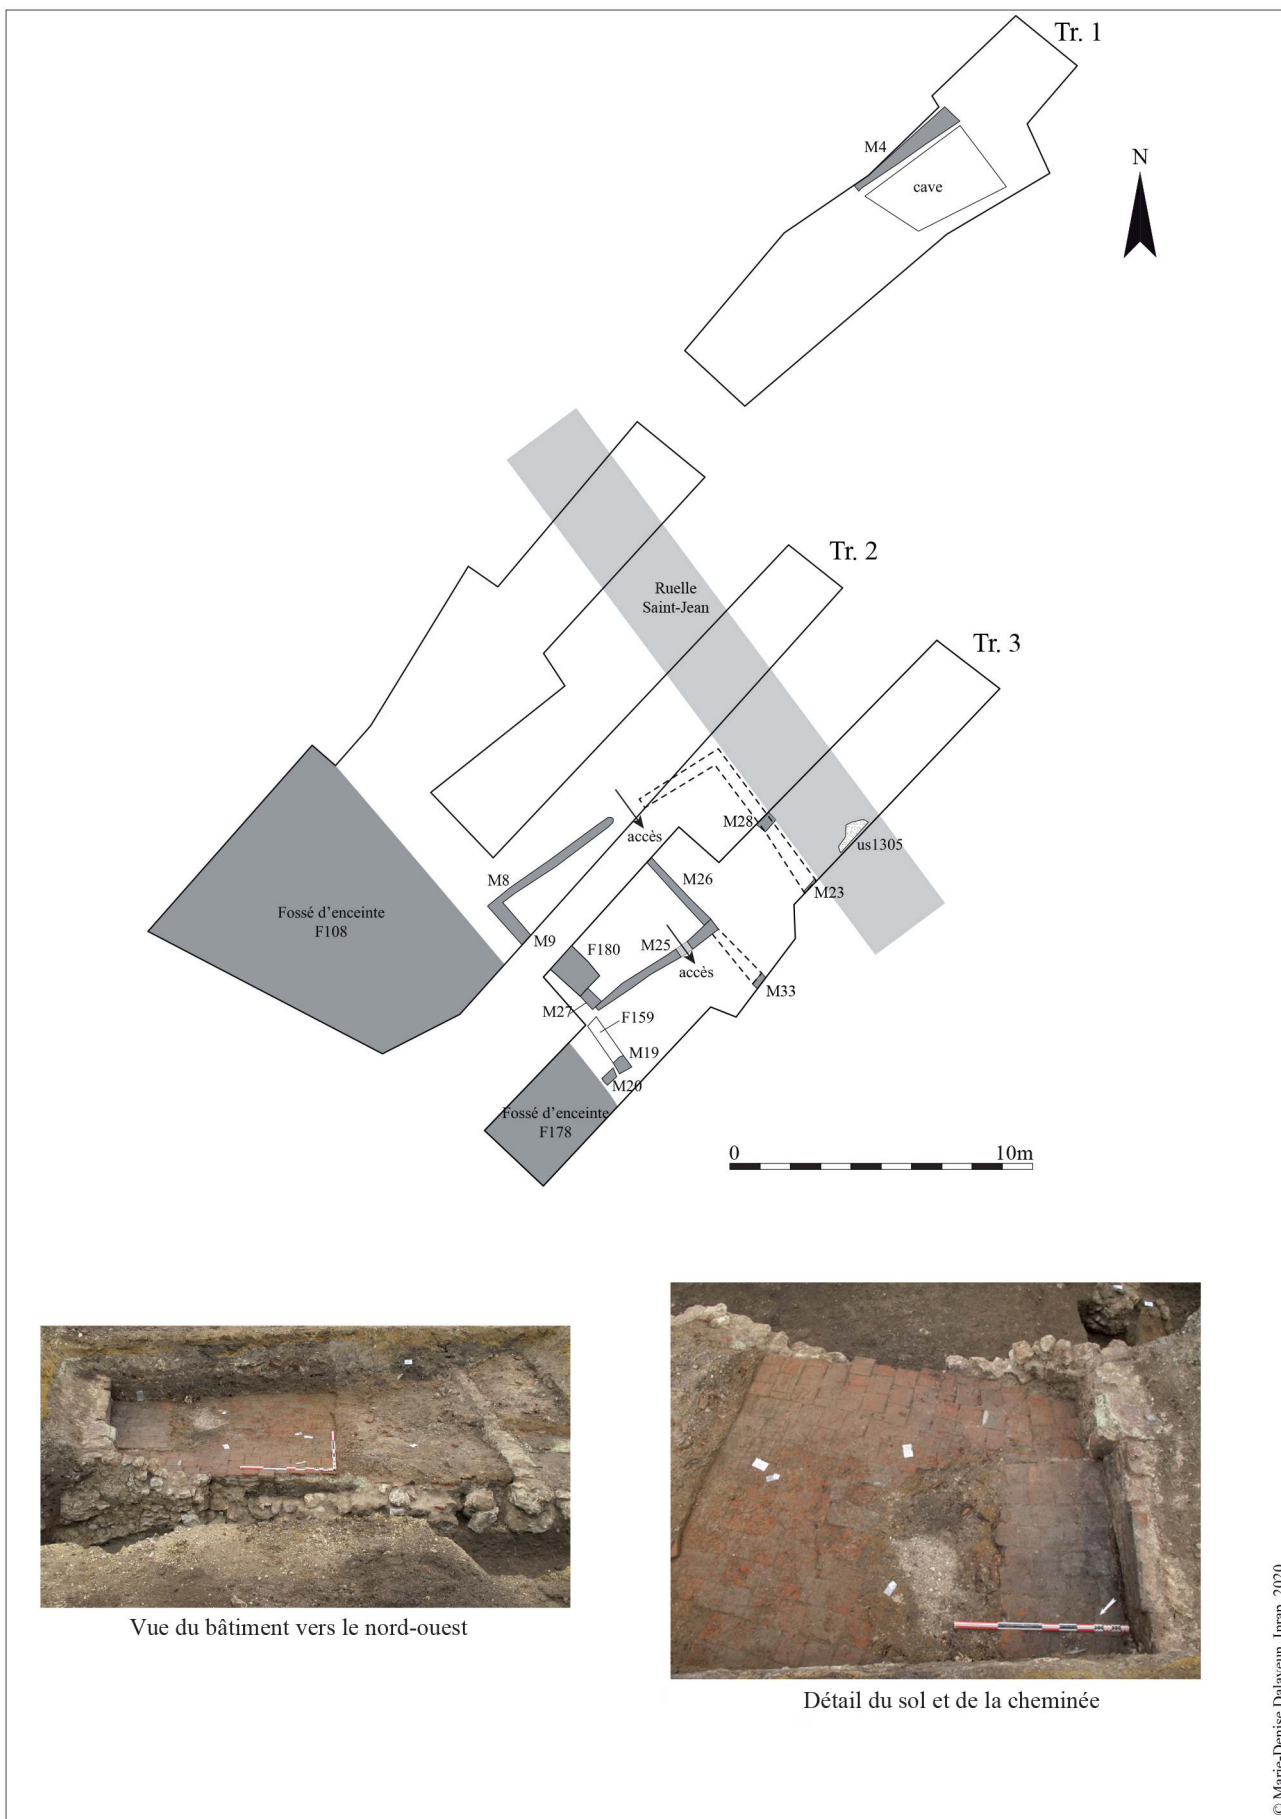 Tr. 1
M4
cave
N
Tr. 2
Ruelle
Saint-Jean
Tr. 3
accès
M28
us1305
M8
M26
M23
Fossé d'enceinte
F108
M9
F180
M25
accès
M33
M27
F159
M19
M20
Fossé d'enceinte
F178
0 10m
Vue du bâtiment vers le nord-ouest
Détail du sol et de la cheminée
© Marie-Denise Dalayeun, Inrap, 2020